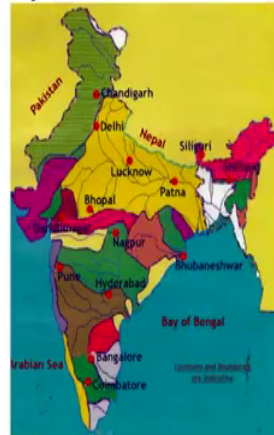 Chandigarh
Pakistan
Delhi
Nepal
Siliguri
Lucknow
Patna
Bhopal
Nagpur
Bhubaneshwar
Pune
Hyderabad
Bay of Bengal
Arabian Sea
Bangalore
Locations and Boundaries
are indicative
Coimbatore